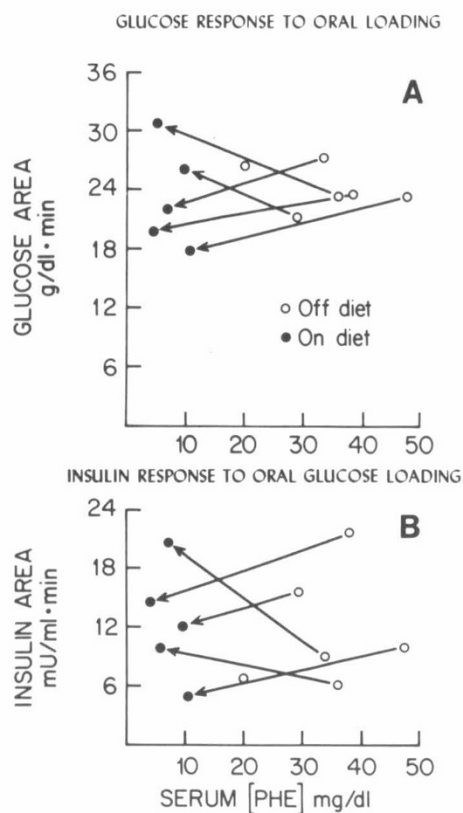 GLUCOSE RESPONSE TO ORAL LOADING
A
36
30
24
18
12
6
GLUCOSE AREA
g/dl·min
○ Off diet
● On diet
10 20 30 40 50
INSULIN RESPONSE TO ORAL GLUCOSE LOADING
B
24
18
12
6
INSULIN AREA
mU/ml·min
10 20 30 40 50
SERUM [PHE] mg/dl